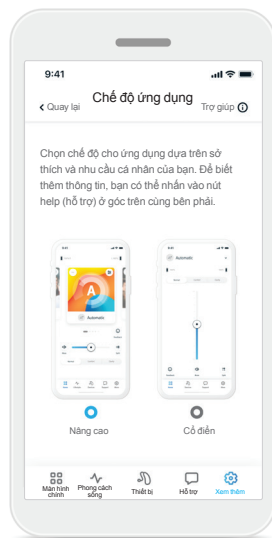 9:41
Quay lại
Chế độ ứng dụng
Trợ giúp
Chọn chế độ cho ứng dụng dựa trên sở
thích và nhu cầu cá nhân của bạn. Để biết
thêm thông tin, bạn có thể nhấn vào nút
help (hỗ trợ) ở góc trên cùng bên phải.
A
Automatic
Automatic
Nâng cao
Cổ điển
Màn hình
chính
Phong cách
sống
Thiết bị
Hỗ trợ
Xem thêm